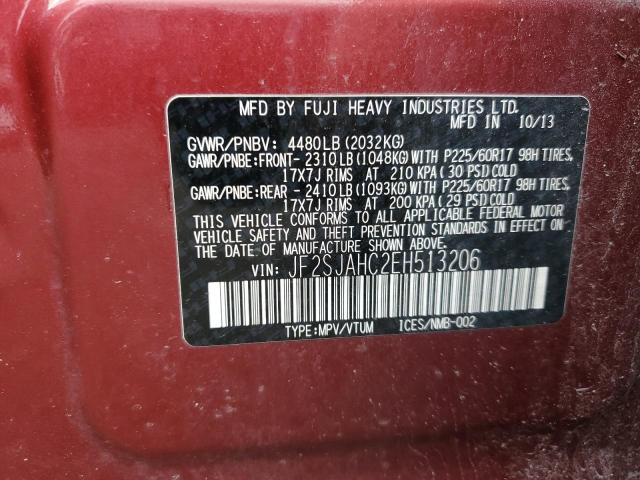 MFD BY FUJI HEAVY INDUSTRIES LTD.
MFD IN 10/13
GVWR/PNBV: 4480LB(2032KG)
GAWR/PNBE:FRONT- 2310LB(1048KG)WITH P225/60R17 98H TIRES,
17X7J RIMS AT 210 KPA(30 PSI)COLD
GAWR/PNBE:REAR - 2410LB(1093KG)WITH P225/60R17 98H TIRES,
17X7J RIMS AT 200 KPA(29 PSI)COLD
THIS VEHICLE CONFORMS TO ALL APPLICABLE FEDERAL MOTOR
VEHICLE SAFETY AND THEFT PREVENTION STANDARDS IN EFFECT ON
THE DATE OF MANUFACTURE SHOWN ABOVE.
VIN: JF2SJAHC2EH513206
TYPE:MPV/VTUM ICES/NMB-002